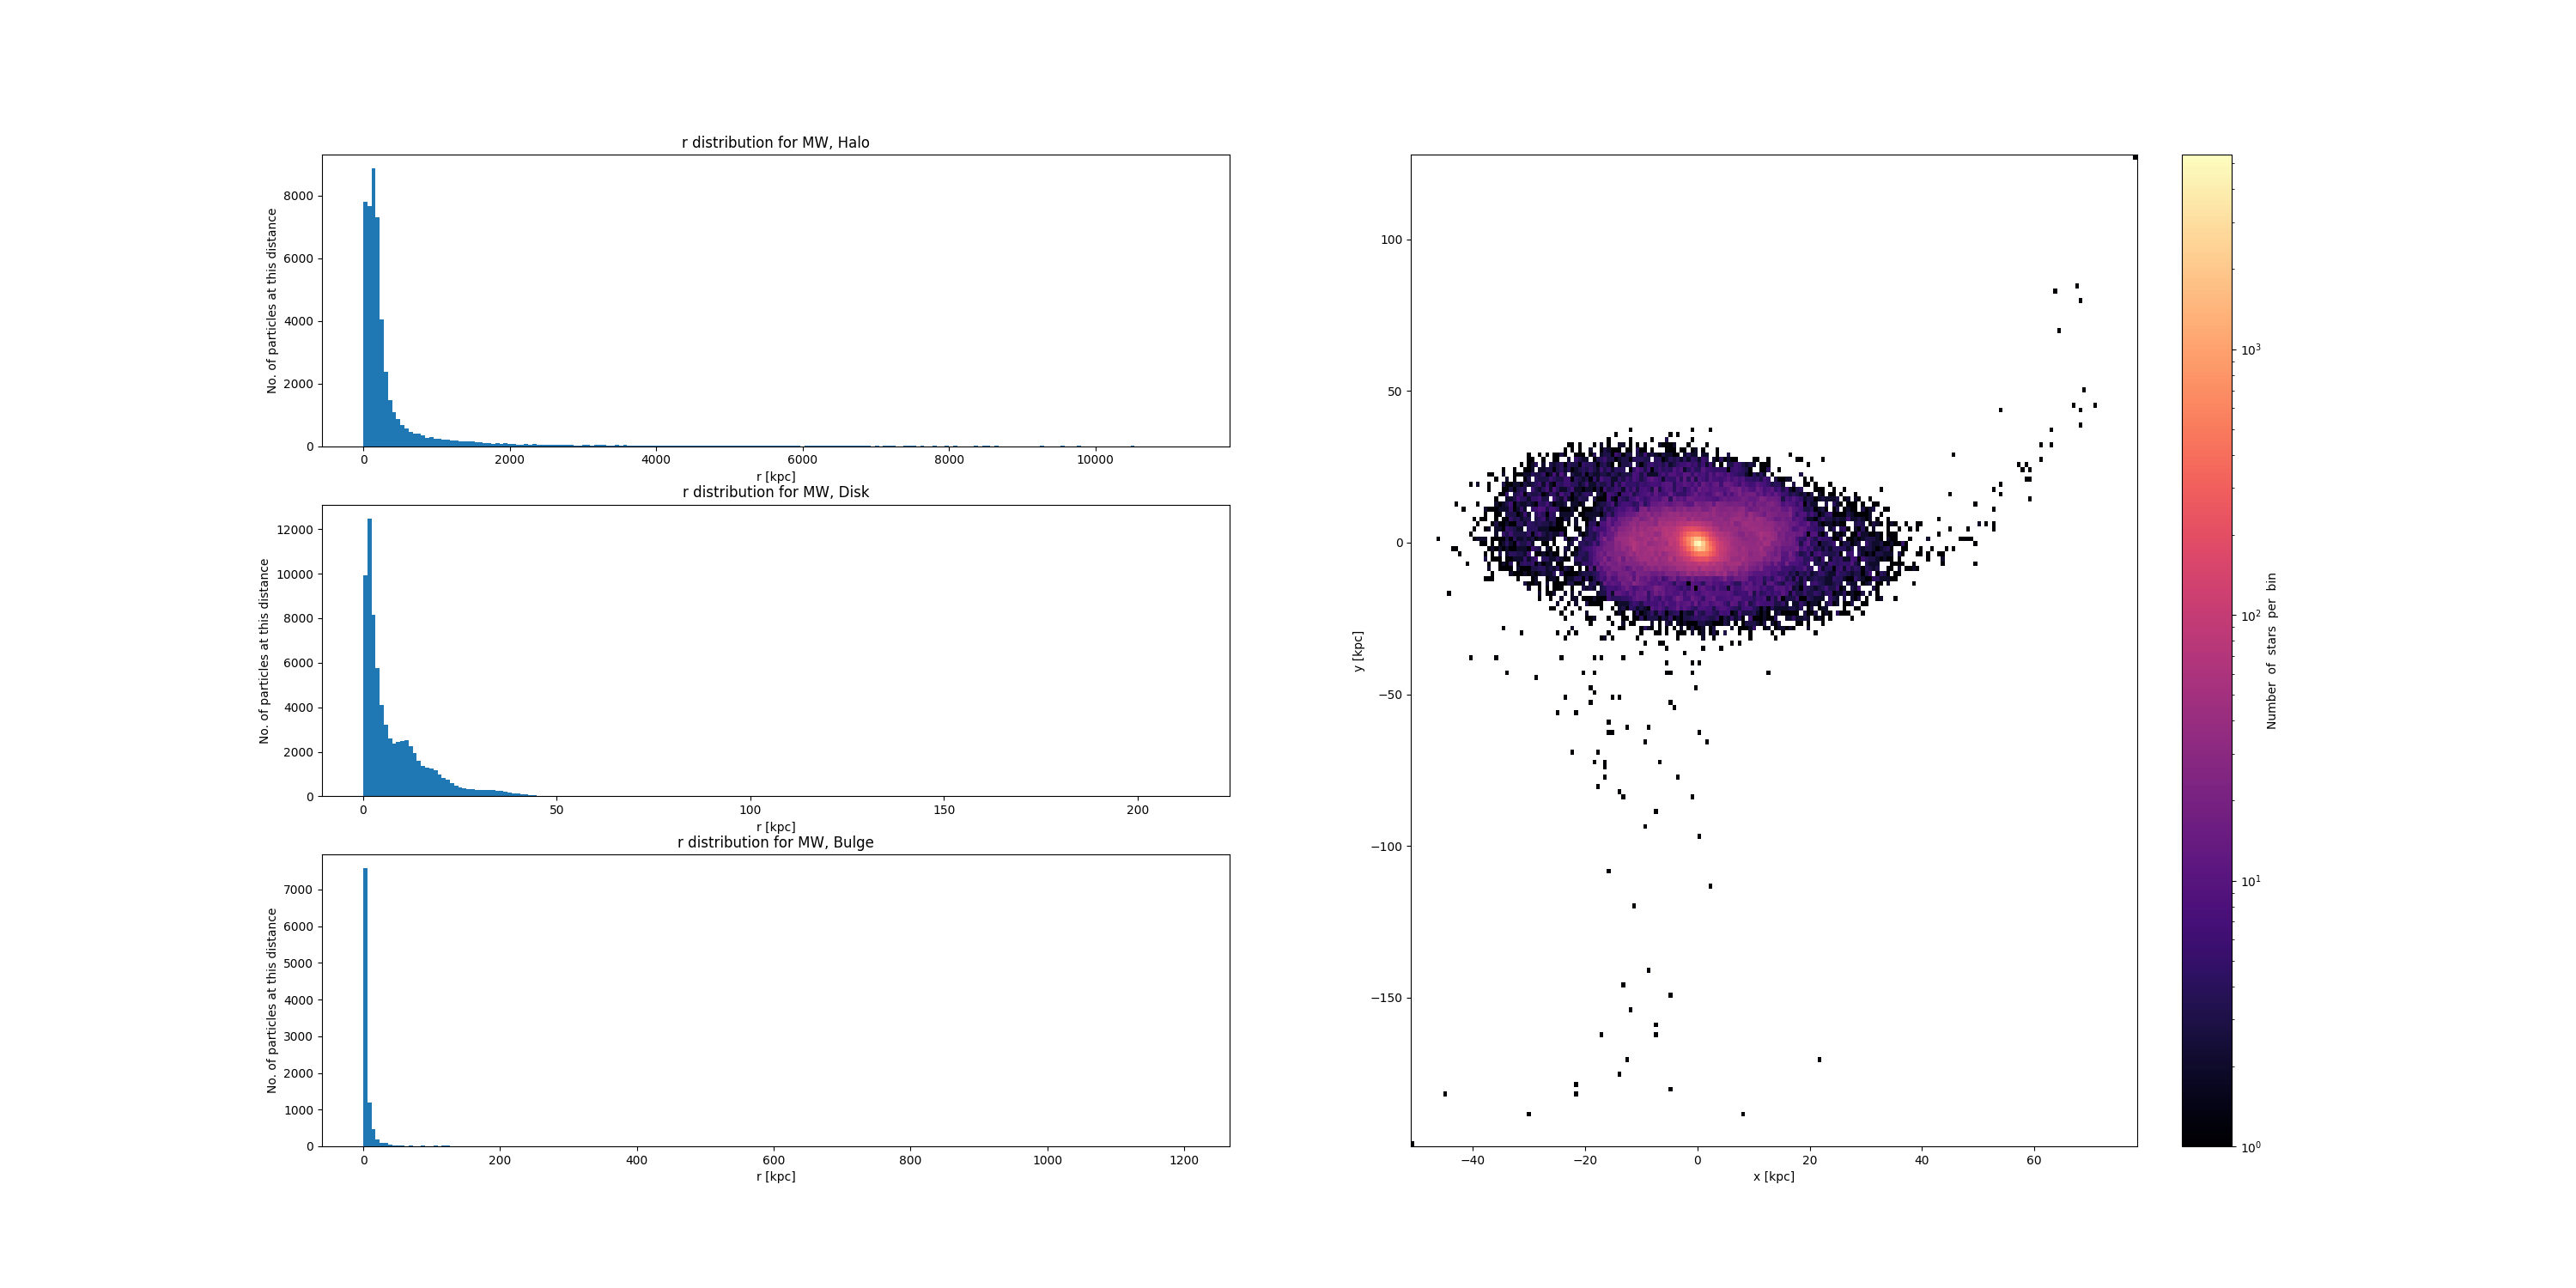 r distribution for MW, Halo
No. of particles at this distance
8000
6000
4000
2000
0
0 2000 4000 6000 8000 10000
r [kpc]
r distribution for MW, Disk
No. of particles at this distance
12000
10000
8000
6000
4000
2000
0
0 50 100 150 200
r [kpc]
r distribution for MW, Bulge
No. of particles at this distance
7000
6000
5000
4000
3000
2000
1000
0
0 200 400 600 800 1000 1200
r [kpc]
y [kpc]
100
50
0
−50
−100
−150
−40 −20 0 20 40 60
x [kpc]
10³
10²
10¹
10⁰
Number of stars per bin